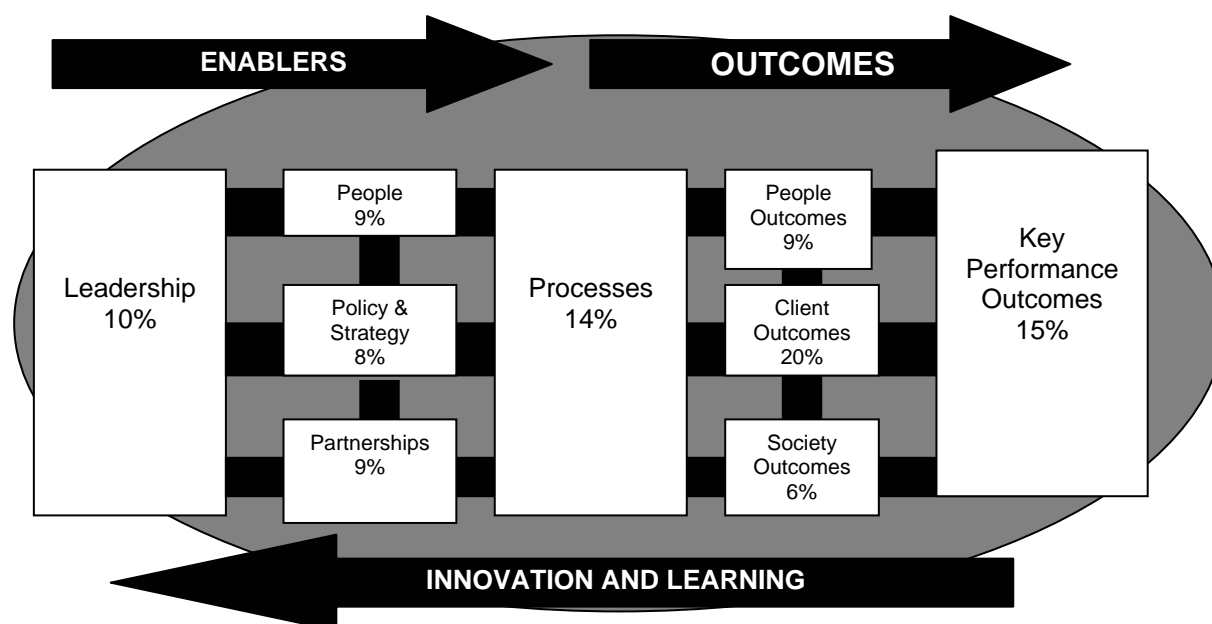 ENABLERS
OUTCOMES
Leadership
10%
People
9%
Policy &
Strategy
8%
Partnerships
9%
Processes
14%
People
Outcomes
9%
Client
Outcomes
20%
Society
Outcomes
6%
Key
Performance
Outcomes
15%
INNOVATION AND LEARNING